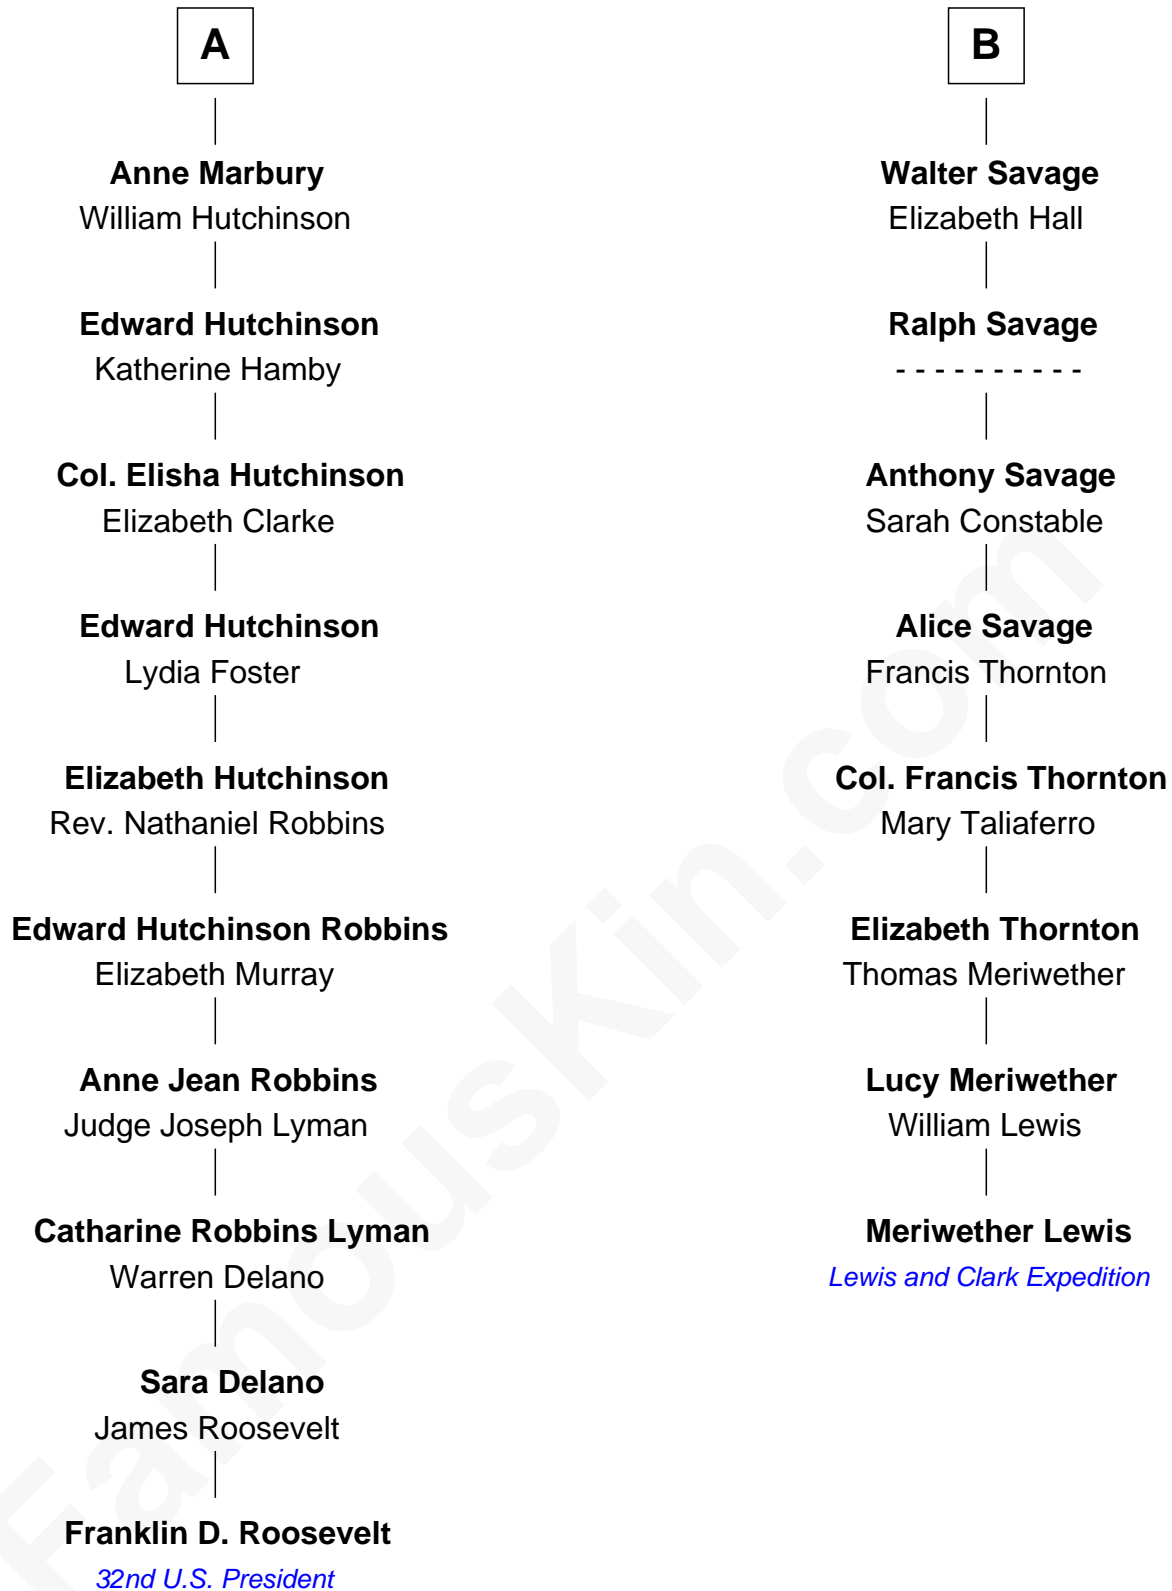 A
Anne Marbury
William Hutchinson
Edward Hutchinson
Katherine Hamby
Col. Elisha Hutchinson
Elizabeth Clarke
Edward Hutchinson
Lydia Foster
Elizabeth Hutchinson
Rev. Nathaniel Robbins
Edward Hutchinson Robbins
Elizabeth Murray
Anne Jean Robbins
Judge Joseph Lyman
Catharine Robbins Lyman
Warren Delano
Sara Delano
James Roosevelt
Franklin D. Roosevelt
32nd U.S. President
B
Walter Savage
Elizabeth Hall
Ralph Savage
- - - - - - - - - -
Anthony Savage
Sarah Constable
Alice Savage
Francis Thornton
Col. Francis Thornton
Mary Taliaferro
Elizabeth Thornton
Thomas Meriwether
Lucy Meriwether
William Lewis
Meriwether Lewis
Lewis and Clark Expedition
FamousKin.com